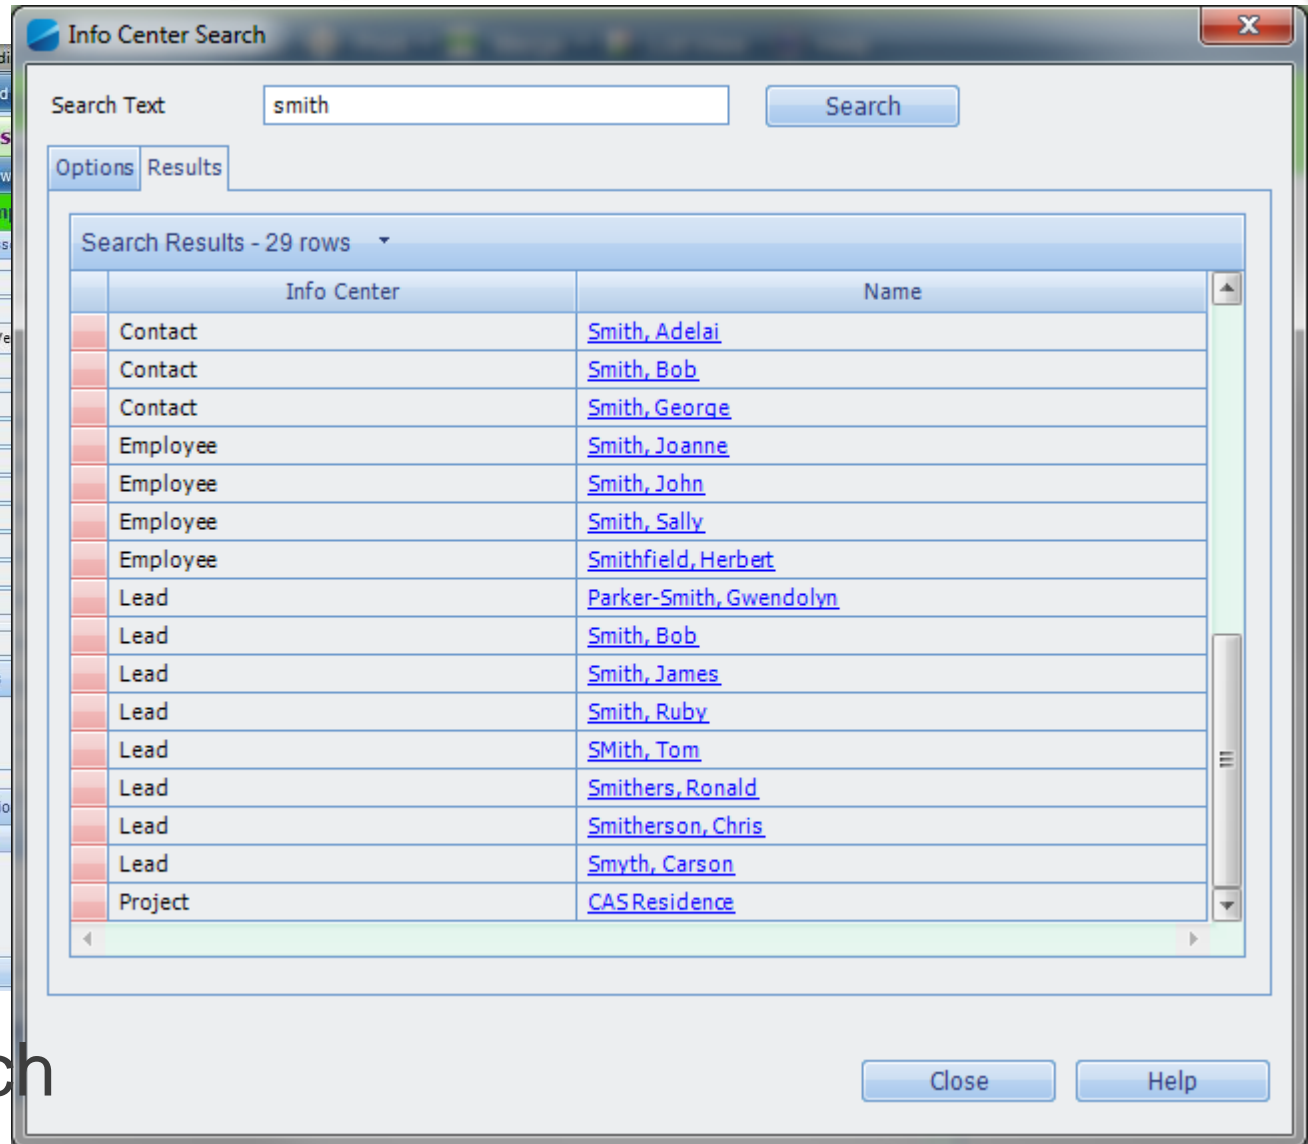 Info Center Search
Search Text smith Search
Options Results
Search Results - 29 rows
Info Center Name
Contact Smith, Adelai
Contact Smith, Bob
Contact Smith, George
Employee Smith, Joanne
Employee Smith, John
Employee Smith, Sally
Employee Smithfield, Herbert
Lead Parker-Smith, Gwendolyn
Lead Smith, Bob
Lead Smith, James
Lead Smith, Ruby
Lead SMith, Tom
Lead Smithers, Ronald
Lead Smitherson, Chris
Lead Smyth, Carson
Project CAS Residence
Close Help